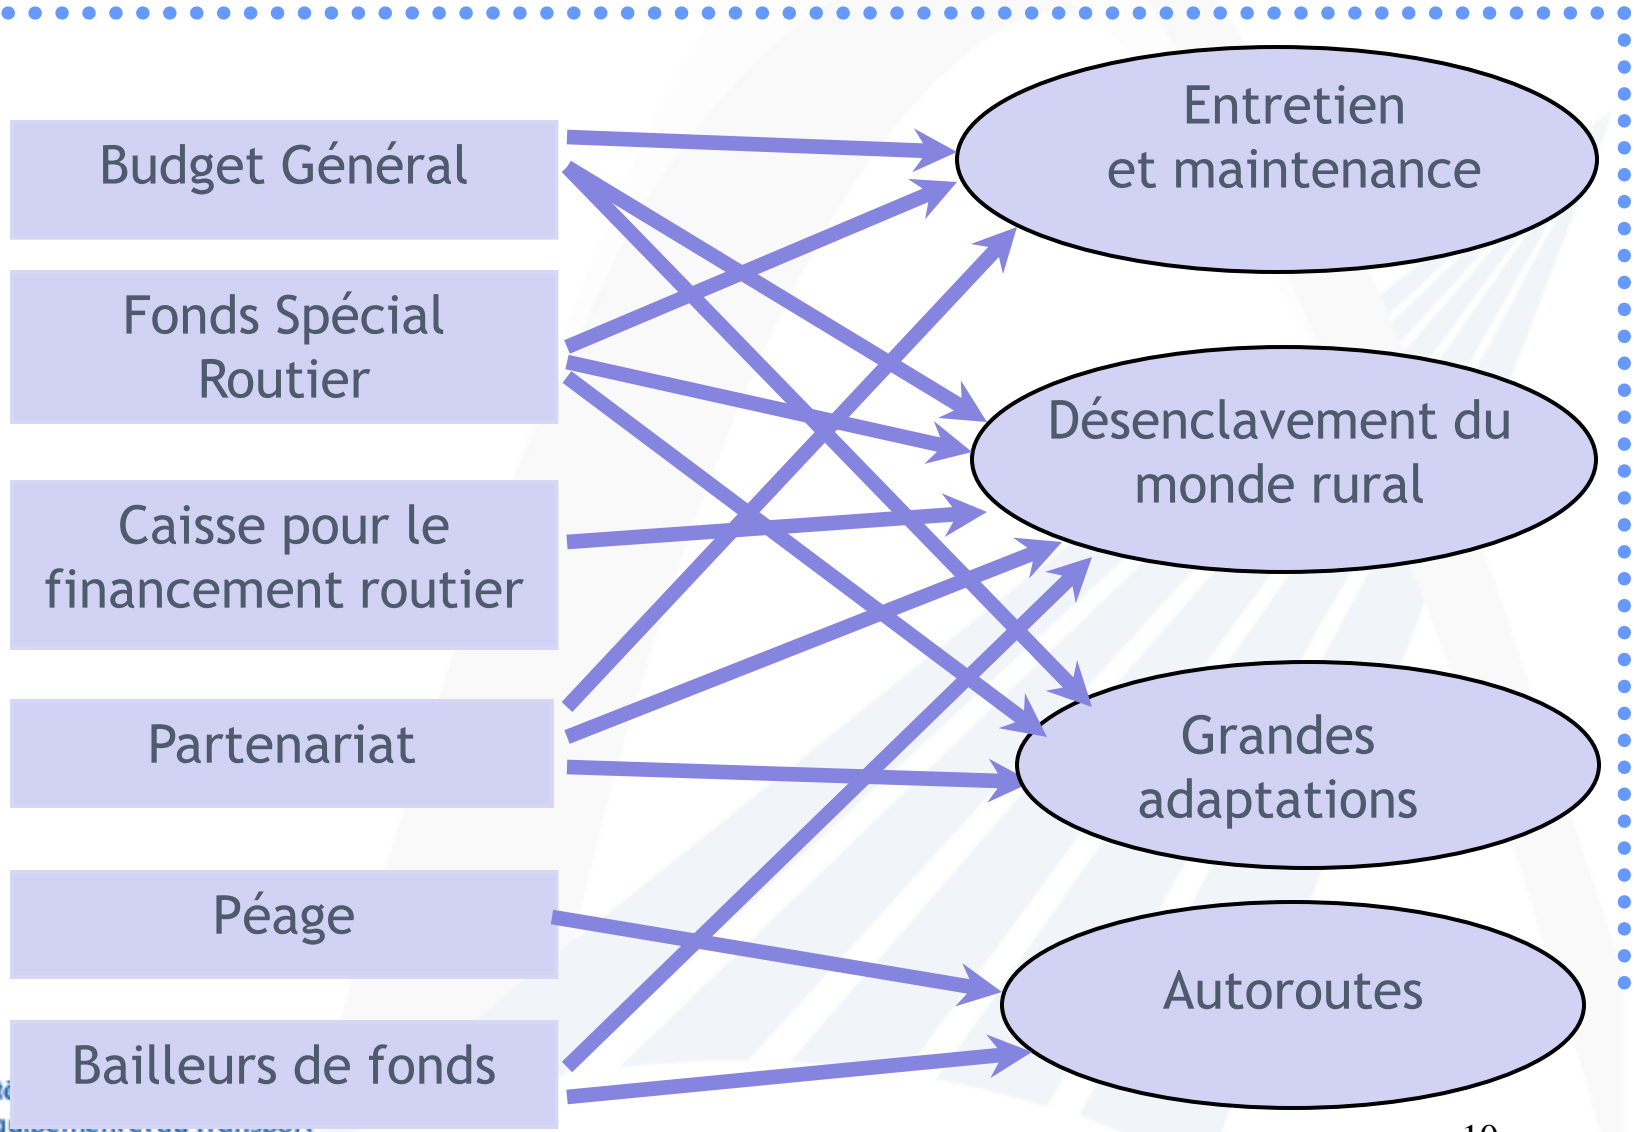 Budget Général
Fonds Spécial
Routier
Caisse pour le
financement routier
Partenariat
Péage
Bailleurs de fonds
Entretien
et maintenance
Désenclavement du
monde rural
Grandes
adaptations
Autoroutes